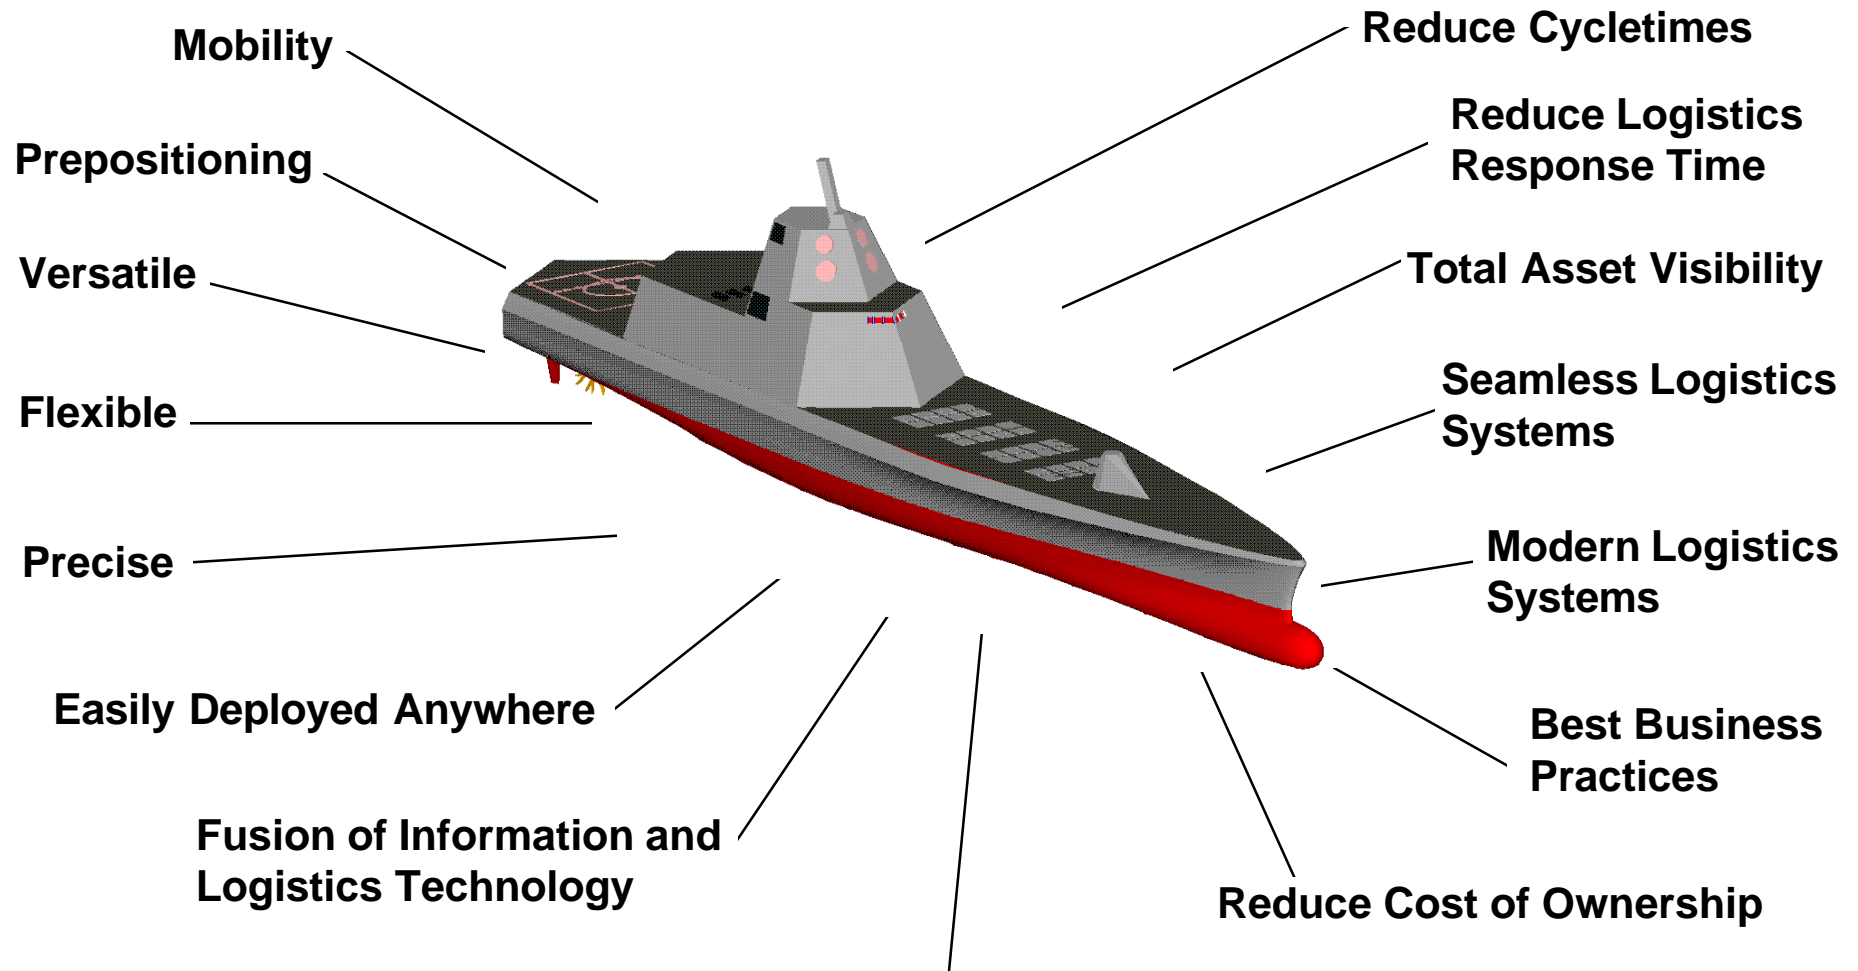 Mobility
Reduce Cycletimes
Prepositioning
Reduce Logistics
Response Time
Versatile
Total Asset Visibility
Flexible
Seamless Logistics
Systems
Precise
Modern Logistics
Systems
Easily Deployed Anywhere
Best Business
Practices
Fusion of Information and
Logistics Technology
Reduce Cost of Ownership